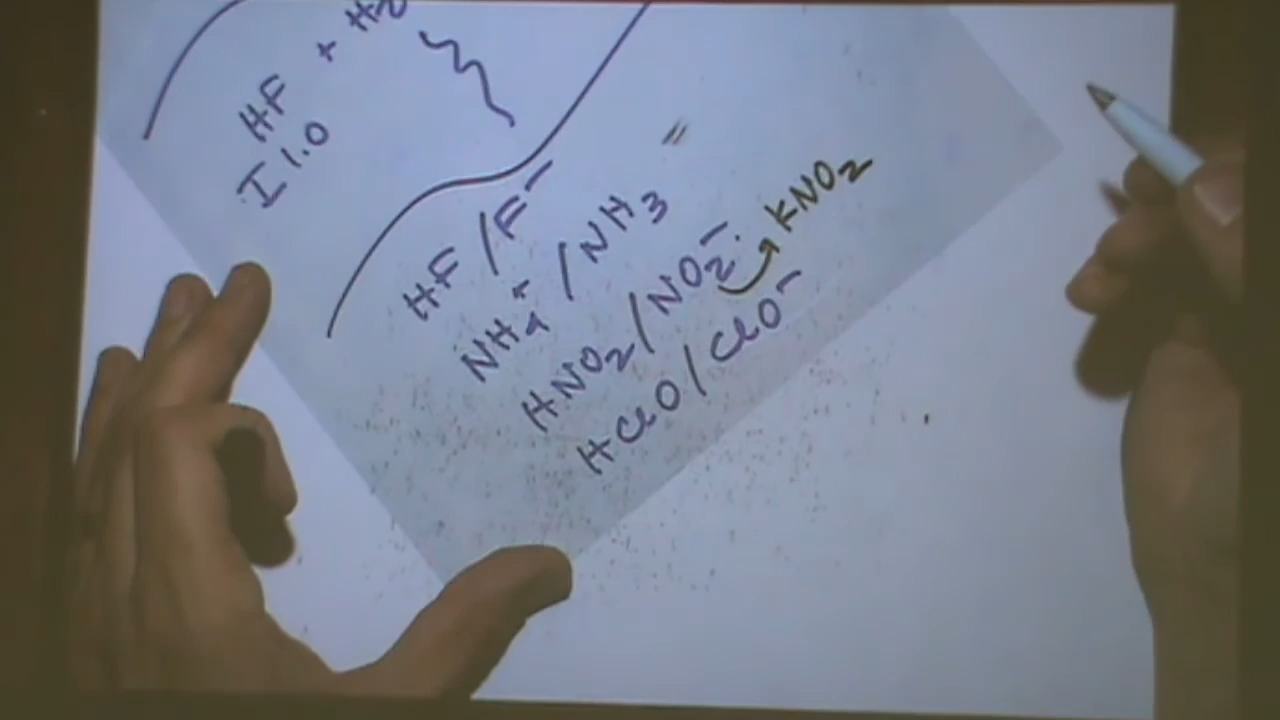 HF + H2O
I 1.0
HF / F⁻
NH4⁺ / NH3 =
HNO2 / NO2⁻ → KNO2
HClO / ClO⁻